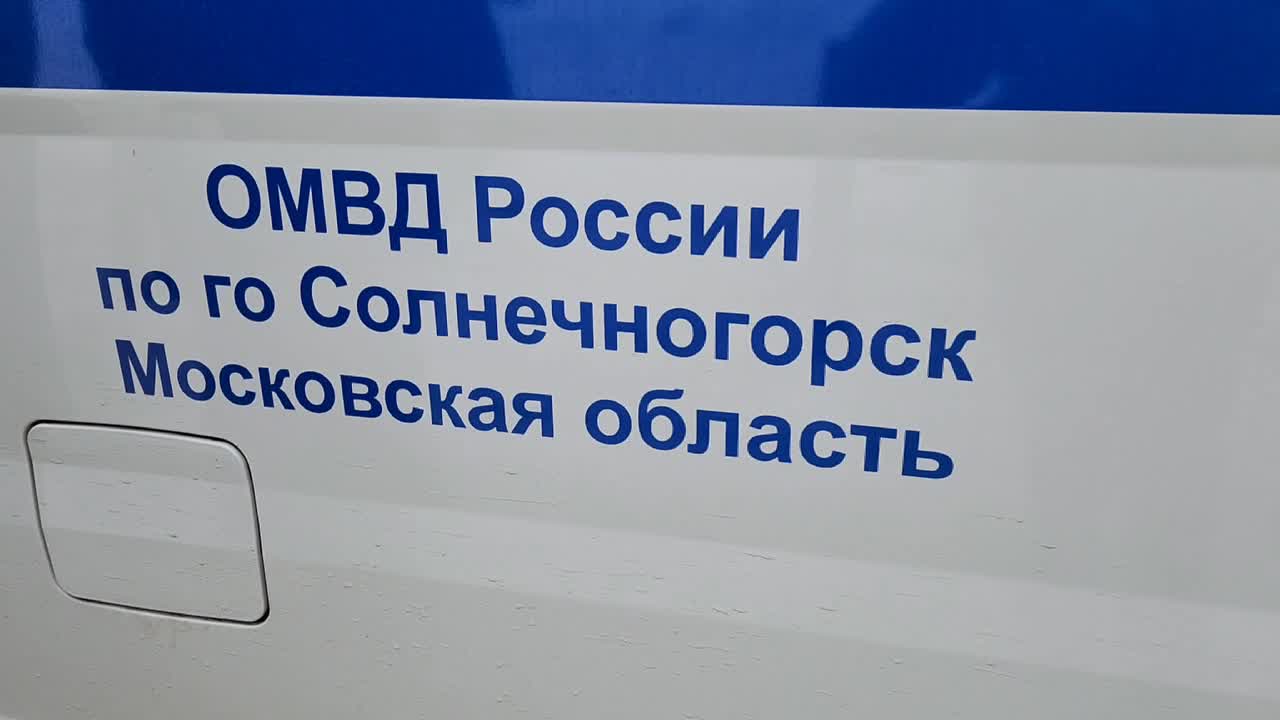 ОМВД России
по го Солнечногорск
Московская область